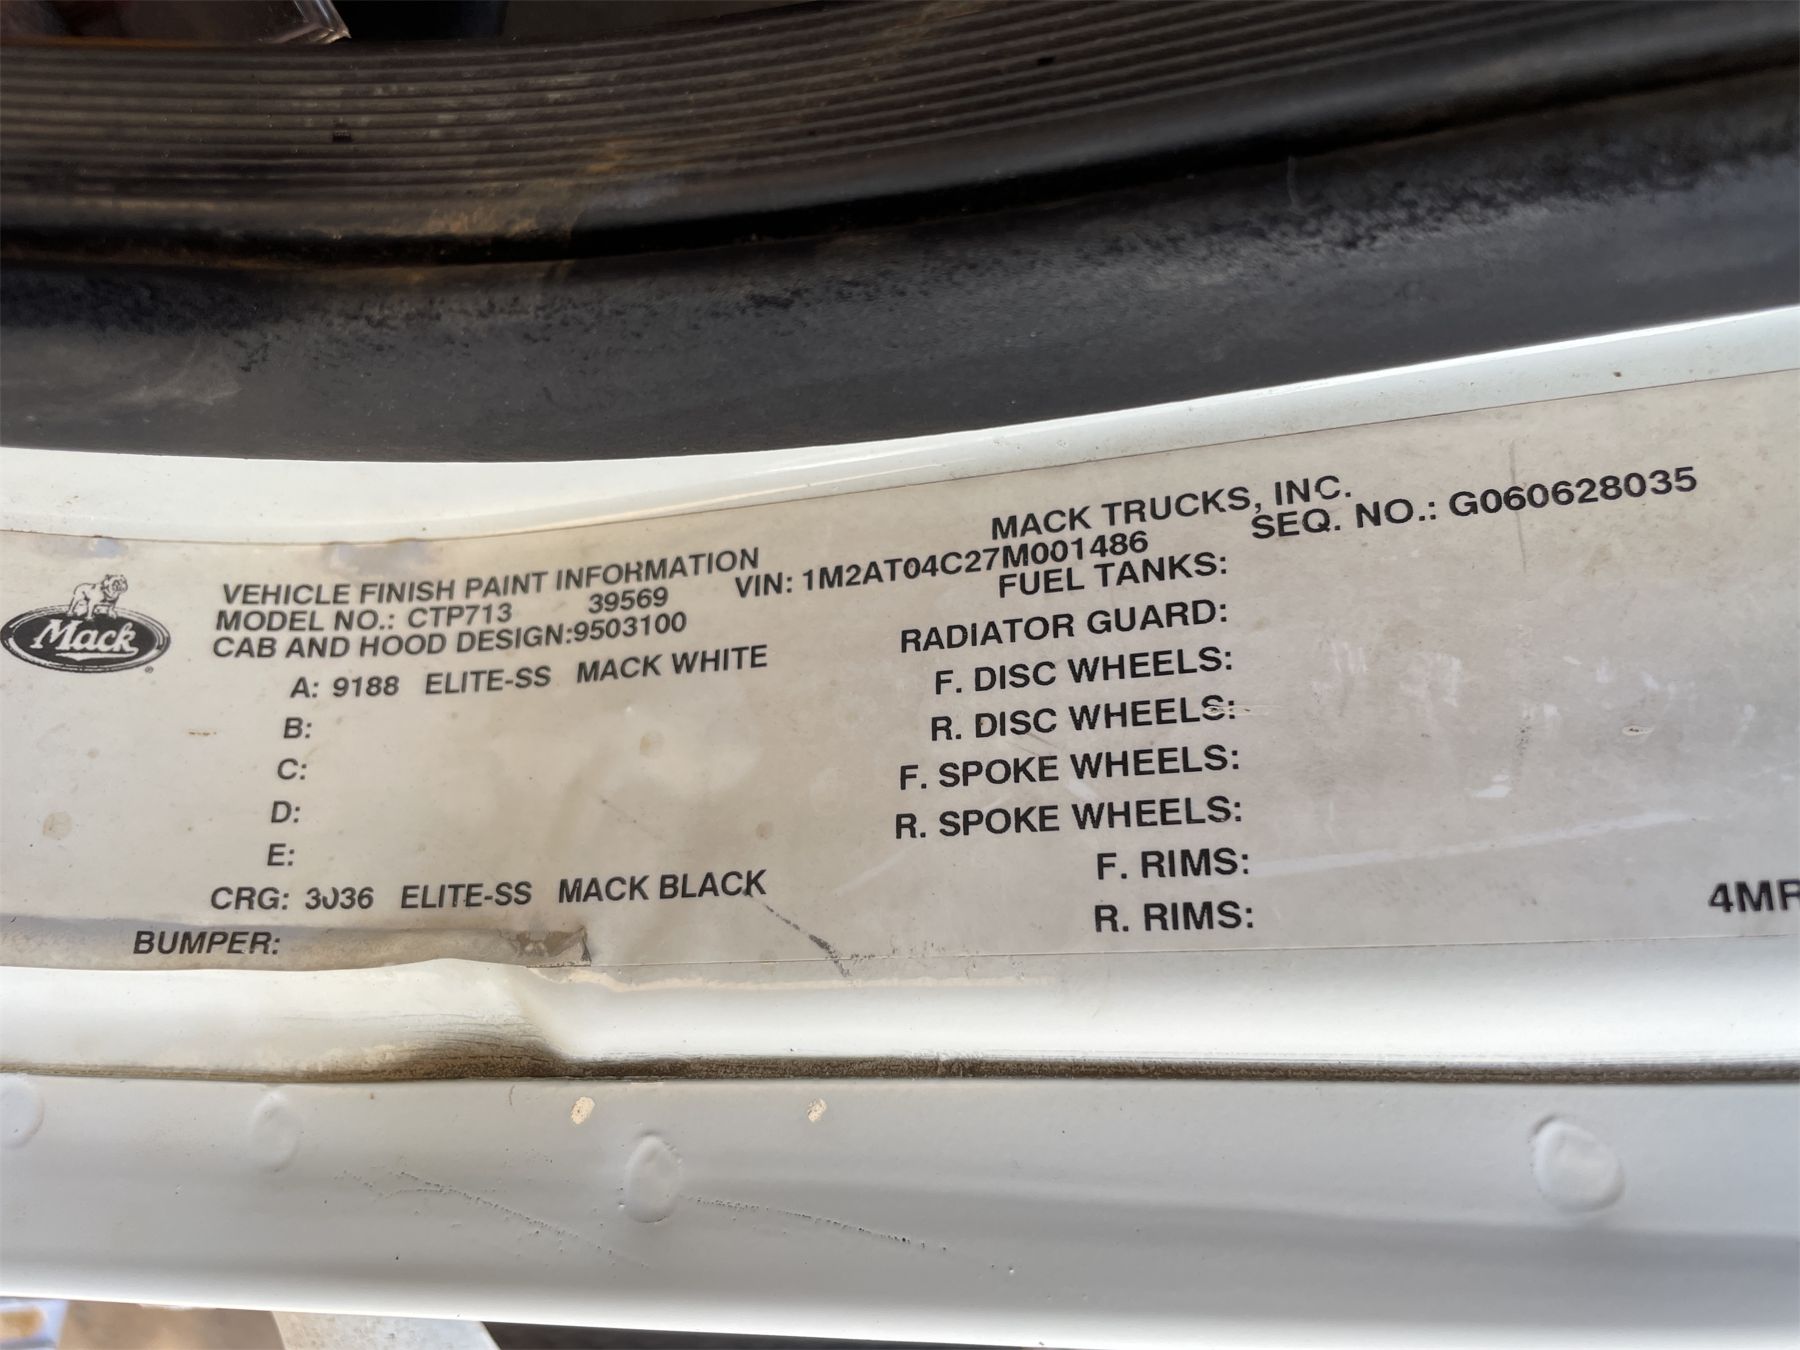 Mack
VEHICLE FINISH PAINT INFORMATION
MACK TRUCKS, INC.
MODEL NO.: CTP713 39569 VIN: 1M2AT04C27M001486 SEQ. NO.: G060628035
CAB AND HOOD DESIGN:9503100
A: 9188 ELITE-SS MACK WHITE
B:
C:
D:
E:
CRG: 3036 ELITE-SS MACK BLACK
BUMPER:
FUEL TANKS:
RADIATOR GUARD:
F. DISC WHEELS:
R. DISC WHEELS:
F. SPOKE WHEELS:
R. SPOKE WHEELS:
F. RIMS:
R. RIMS:
4MR